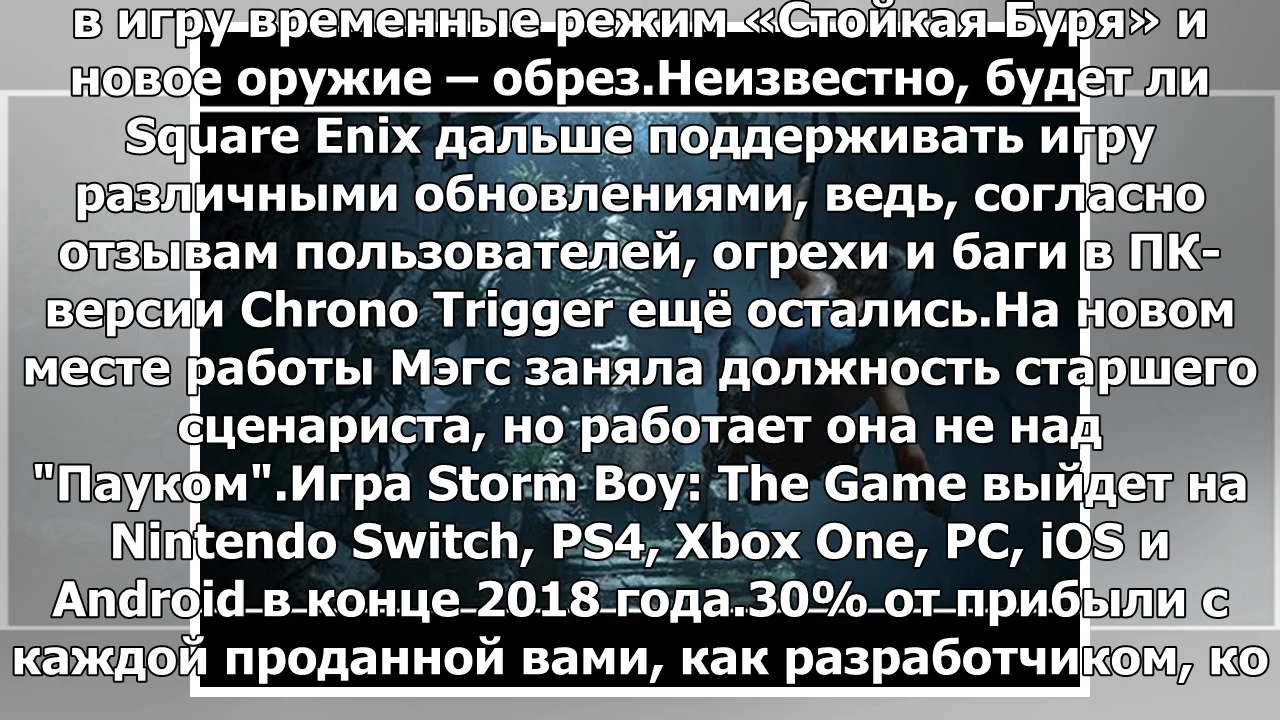 в игру временные режим «Стойкая Буря» и
новое оружие – обрез.Неизвестно, будет ли
Square Enix дальше поддерживать игру
различными обновлениями, ведь, согласно
отзывам пользователей, огрехи и баги в ПК-
версии Chrono Trigger ещё остались.На новом
месте работы Мэгс заняла должность старшего
сценариста, но работает она не над
"Пауком".Игра Storm Boy: The Game выйдет на
Nintendo Switch, PS4, Xbox One, PC, iOS и
Android в конце 2018 года.30% от прибыли с
каждой проданной вами, как разработчиком, ко